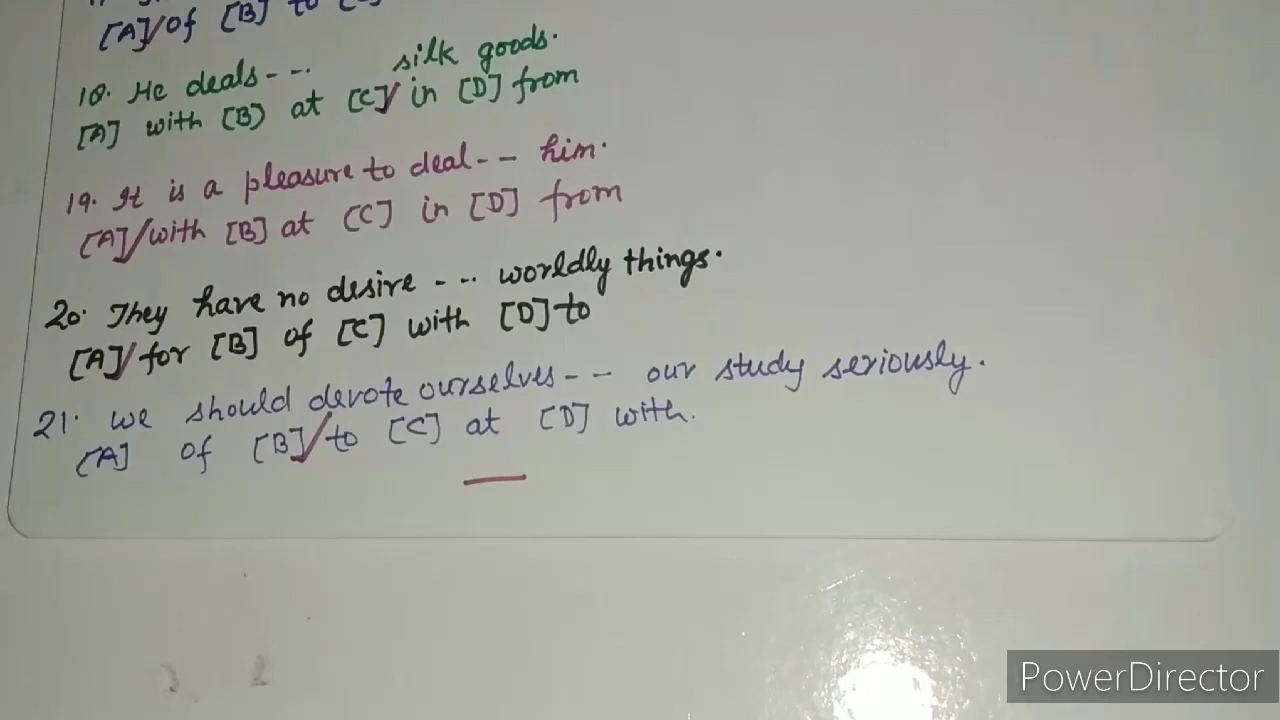 [A] of [B] to
18. He deals--- silk goods.
[A] with [B) at [C] in [D] from
19. It is a pleasure to deal-- him.
[A] with [B] at [C] in [D] from
20. They have no desire --- worldly things.
[A] for [B] of [C] with [D] to
21. we should devote ourselves-- our study seriously.
[A] of [B] to [C] at [D] with.
PowerDirector